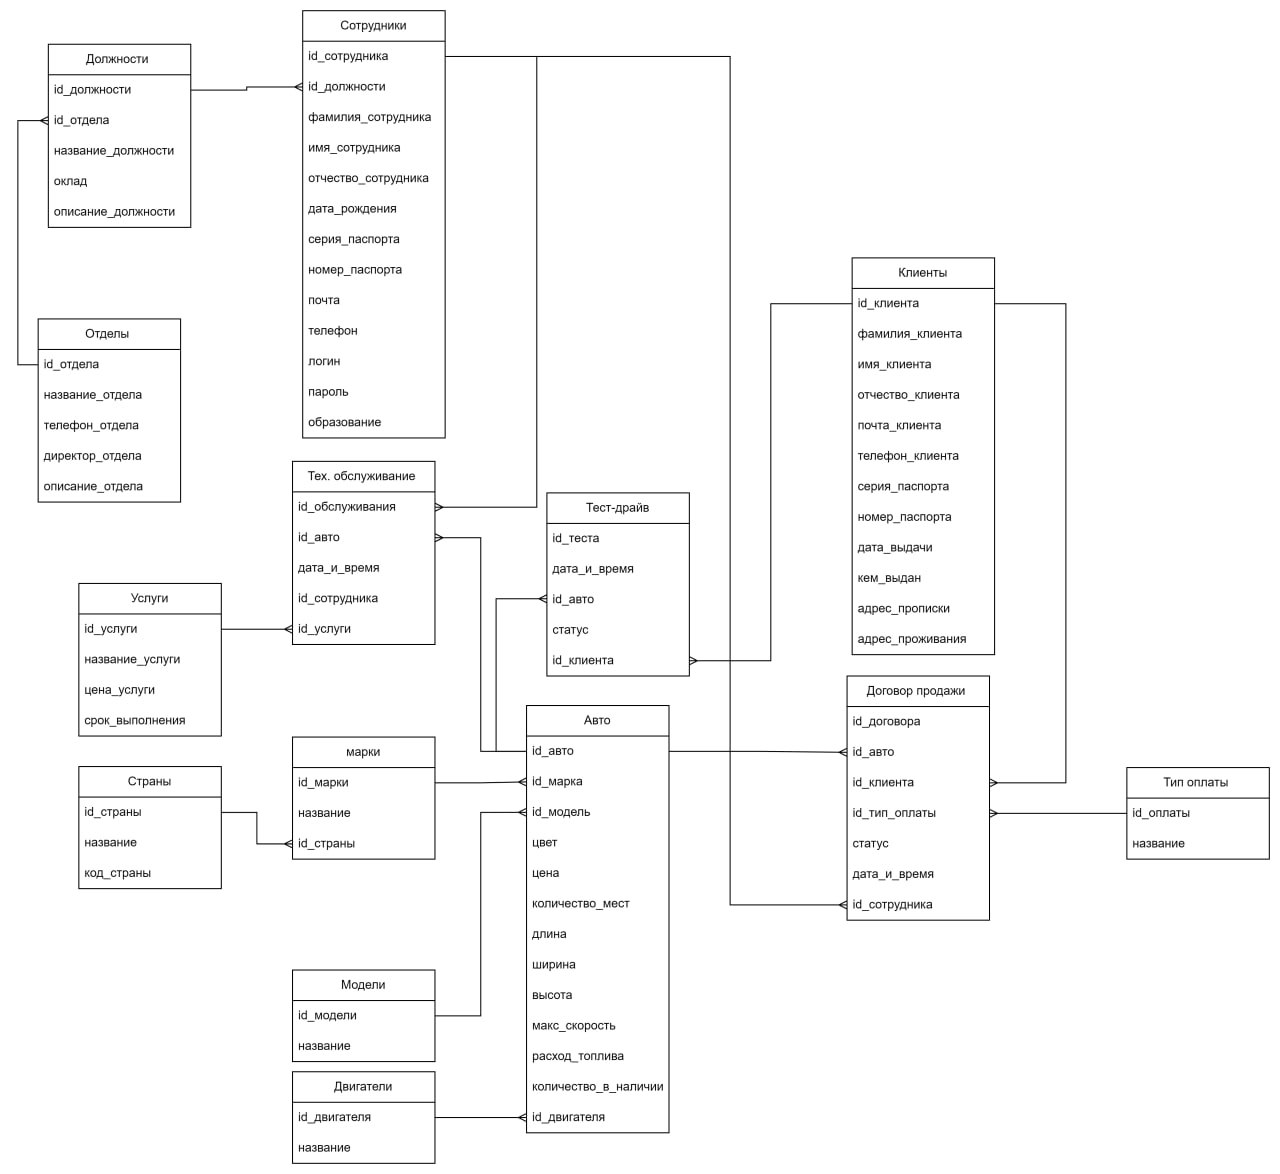 Должности
id_должности
id_отдела
название_должности
оклад
описание_должности
Сотрудники
id_сотрудника
id_должности
фамилия_сотрудника
имя_сотрудника
отчество_сотрудника
дата_рождения
серия_паспорта
номер_паспорта
почта
телефон
логин
пароль
образование
Отделы
id_отдела
название_отдела
телефон_отдела
директор_отдела
описание_отдела
Клиенты
id_клиента
фамилия_клиента
имя_клиента
отчество_клиента
почта_клиента
телефон_клиента
серия_паспорта
номер_паспорта
дата_выдачи
кем_выдан
адрес_прописки
адрес_проживания
Тех. обслуживание
id_обслуживания
id_авто
дата_и_время
id_сотрудника
id_услуги
Тест-драйв
id_теста
дата_и_время
id_авто
статус
id_клиента
Услуги
id_услуги
название_услуги
цена_услуги
срок_выполнения
Договор продажи
id_договора
id_авто
id_клиента
id_тип_оплаты
статус
дата_и_время
id_сотрудника
Авто
id_авто
id_марка
id_модель
цвет
цена
количество_мест
длина
ширина
высота
макс_скорость
расход_топлива
количество_в_наличии
id_двигателя
марки
id_марки
название
id_страны
Страны
id_страны
название
код_страны
Тип оплаты
id_оплаты
название
Модели
id_модели
название
Двигатели
id_двигателя
название